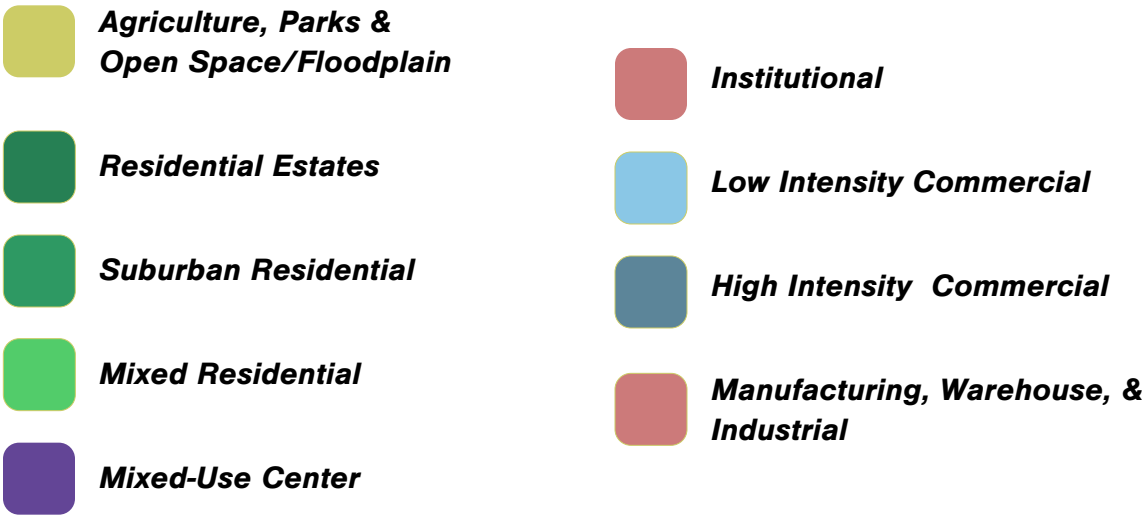 Agriculture, Parks &
Open Space/Floodplain
Residential Estates
Suburban Residential
Mixed Residential
Mixed-Use Center
Institutional
Low Intensity Commercial
High Intensity  Commercial
Manufacturing, Warehouse, &
Industrial